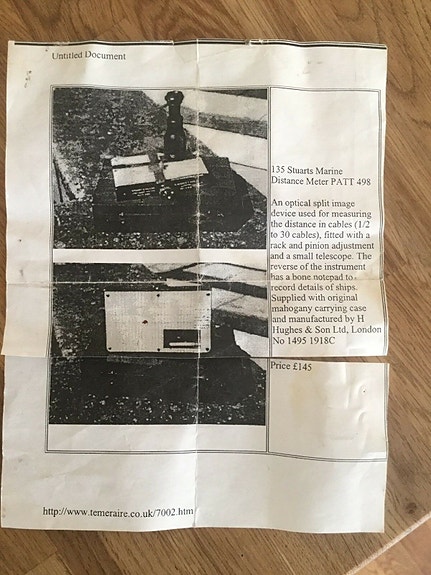 Untitled Document
135 Stuarts Marine
Distance Meter PATT 498
An optical split image
device used for measuring
the distance in cables (1/2
to 30 cables), fitted with a
rack and pinion adjustment
and a small telescope. The
reverse of the instrument
has a bone notepad to
record details of ships.
Supplied with original
mahogany carrying case
and manufactured by H
Hughes & Son Ltd, London
No 1495 1918C
Price £145
http://www.temeraire.co.uk/7002.htm